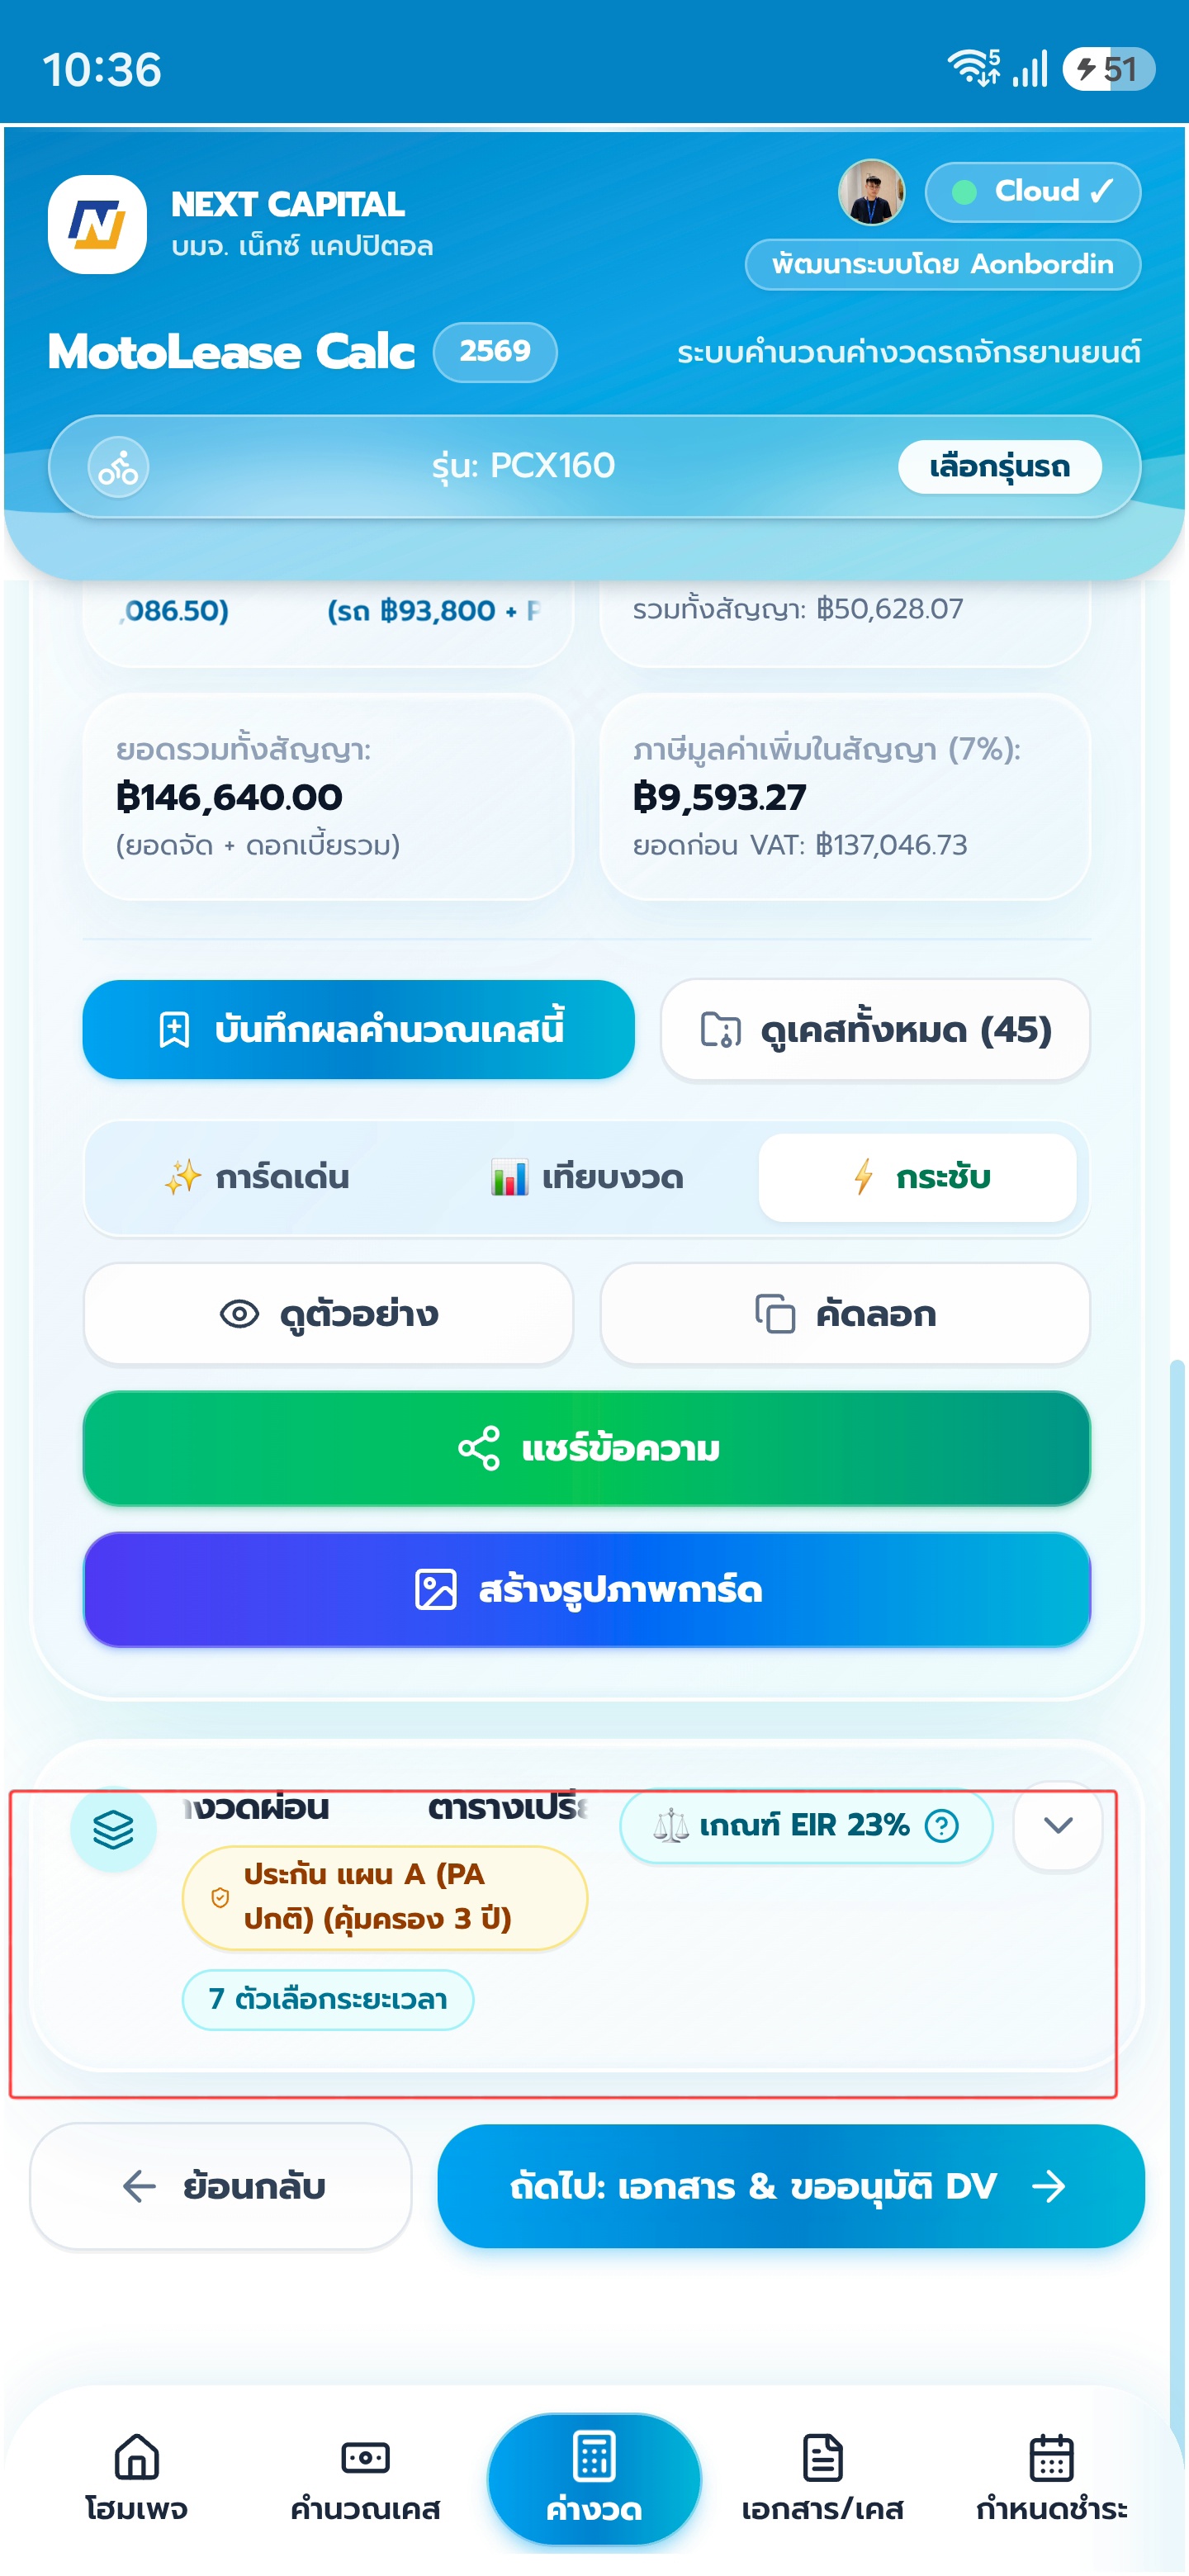 10:36
5
51
NEXT CAPITAL
บมจ. เน็กซ์ แคปปิตอล
Cloud ✓
พัฒนาระบบโดย Aonbordin
MotoLease Calc
2569
ระบบคำนวณค่างวดรถจักรยานยนต์
รุ่น: PCX160
เลือกรุ่นรถ
,086.50)
(รถ ฿93,800 + P
รวมทั้งสัญญา: ฿50,628.07
ยอดรวมทั้งสัญญา:
฿146,640.00
(ยอดจัด + ดอกเบี้ยรวม)
ภาษีมูลค่าเพิ่มในสัญญา (7%):
฿9,593.27
ยอดก่อน VAT: ฿137,046.73
บันทึกผลคำนวณเคสนี้
ดูเคสทั้งหมด (45)
✨ การ์ดเด่น
📊 เทียบงวด
⚡ กระชับ
ดูตัวอย่าง
คัดลอก
แชร์ข้อความ
สร้างรูปภาพการ์ด
างวดผ่อน
ตารางเปรีย
⚖️ เกณฑ์ EIR 23% ?
ประกัน แผน A (PA
ปกติ) (คุ้มครอง 3 ปี)
7 ตัวเลือกระยะเวลา
ย้อนกลับ
ถัดไป: เอกสาร & ขออนุมัติ DV
โฮมเพจ
คำนวณเคส
ค่างวด
เอกสาร/เคส
กำหนดชำระ